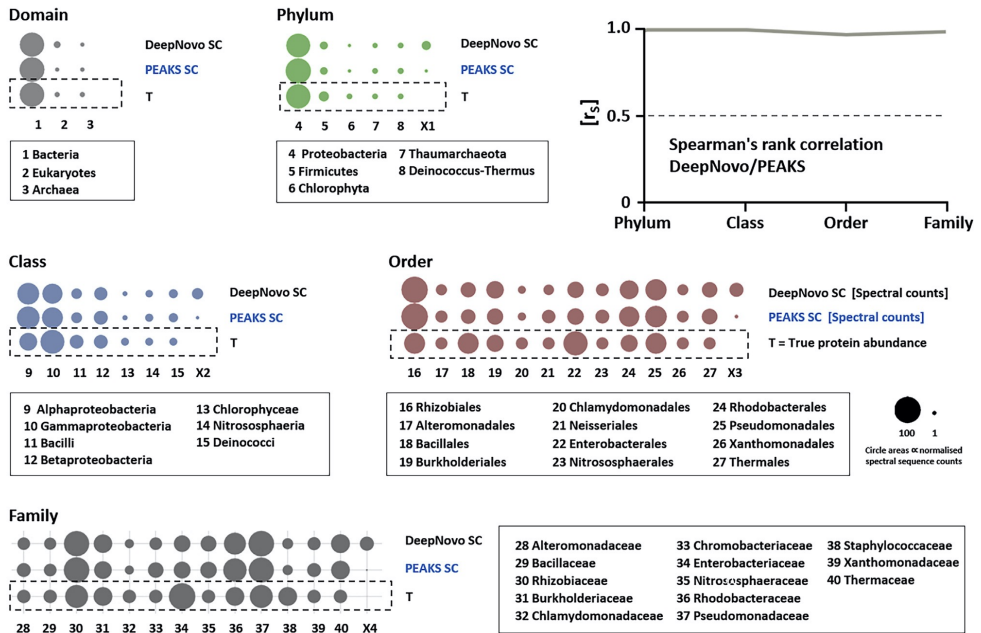 Domain
DeepNovo SC
PEAKS SC
T
1 2 3
1 Bacteria
2 Eukaryotes
3 Archaea
Phylum
DeepNovo SC
PEAKS SC
T
4 5 6 7 8 X1
4 Proteobacteria 7 Thaumarchaeota
5 Firmicutes 8 Deinococcus-Thermus
6 Chlorophyta
1.0
0.5
0
[rS]
Spearman's rank correlation
DeepNovo/PEAKS
Phylum Class Order Family
Class
DeepNovo SC
PEAKS SC
T
9 10 11 12 13 14 15 X2
9 Alphaproteobacteria 13 Chlorophyceae
10 Gammaproteobacteria 14 Nitrososphaeria
11 Bacilli 15 Deinococci
12 Betaproteobacteria
Order
DeepNovo SC [Spectral counts]
PEAKS SC [Spectral counts]
T = True protein abundance
16 17 18 19 20 21 22 23 24 25 26 27 X3
16 Rhizobiales 20 Chlamydomonadales 24 Rhodobacterales
17 Alteromonadales 21 Neisseriales 25 Pseudomonadales
18 Bacillales 22 Enterobacterales 26 Xanthomonadales
19 Burkholderiales 23 Nitrososphaerales 27 Thermales
100 1
Circle areas ∝ normalised
spectral sequence counts
Family
DeepNovo SC
PEAKS SC
T
28 29 30 31 32 33 34 35 36 37 38 39 40 X4
28 Alteromonadaceae 33 Chromobacteriaceae 38 Staphylococcaceae
29 Bacillaceae 34 Enterobacteriaceae 39 Xanthomonadaceae
30 Rhizobiaceae 35 Nitrososphaeraceae 40 Thermaceae
31 Burkholderiaceae 36 Rhodobacteraceae
32 Chlamydomonadaceae 37 Pseudomonadaceae